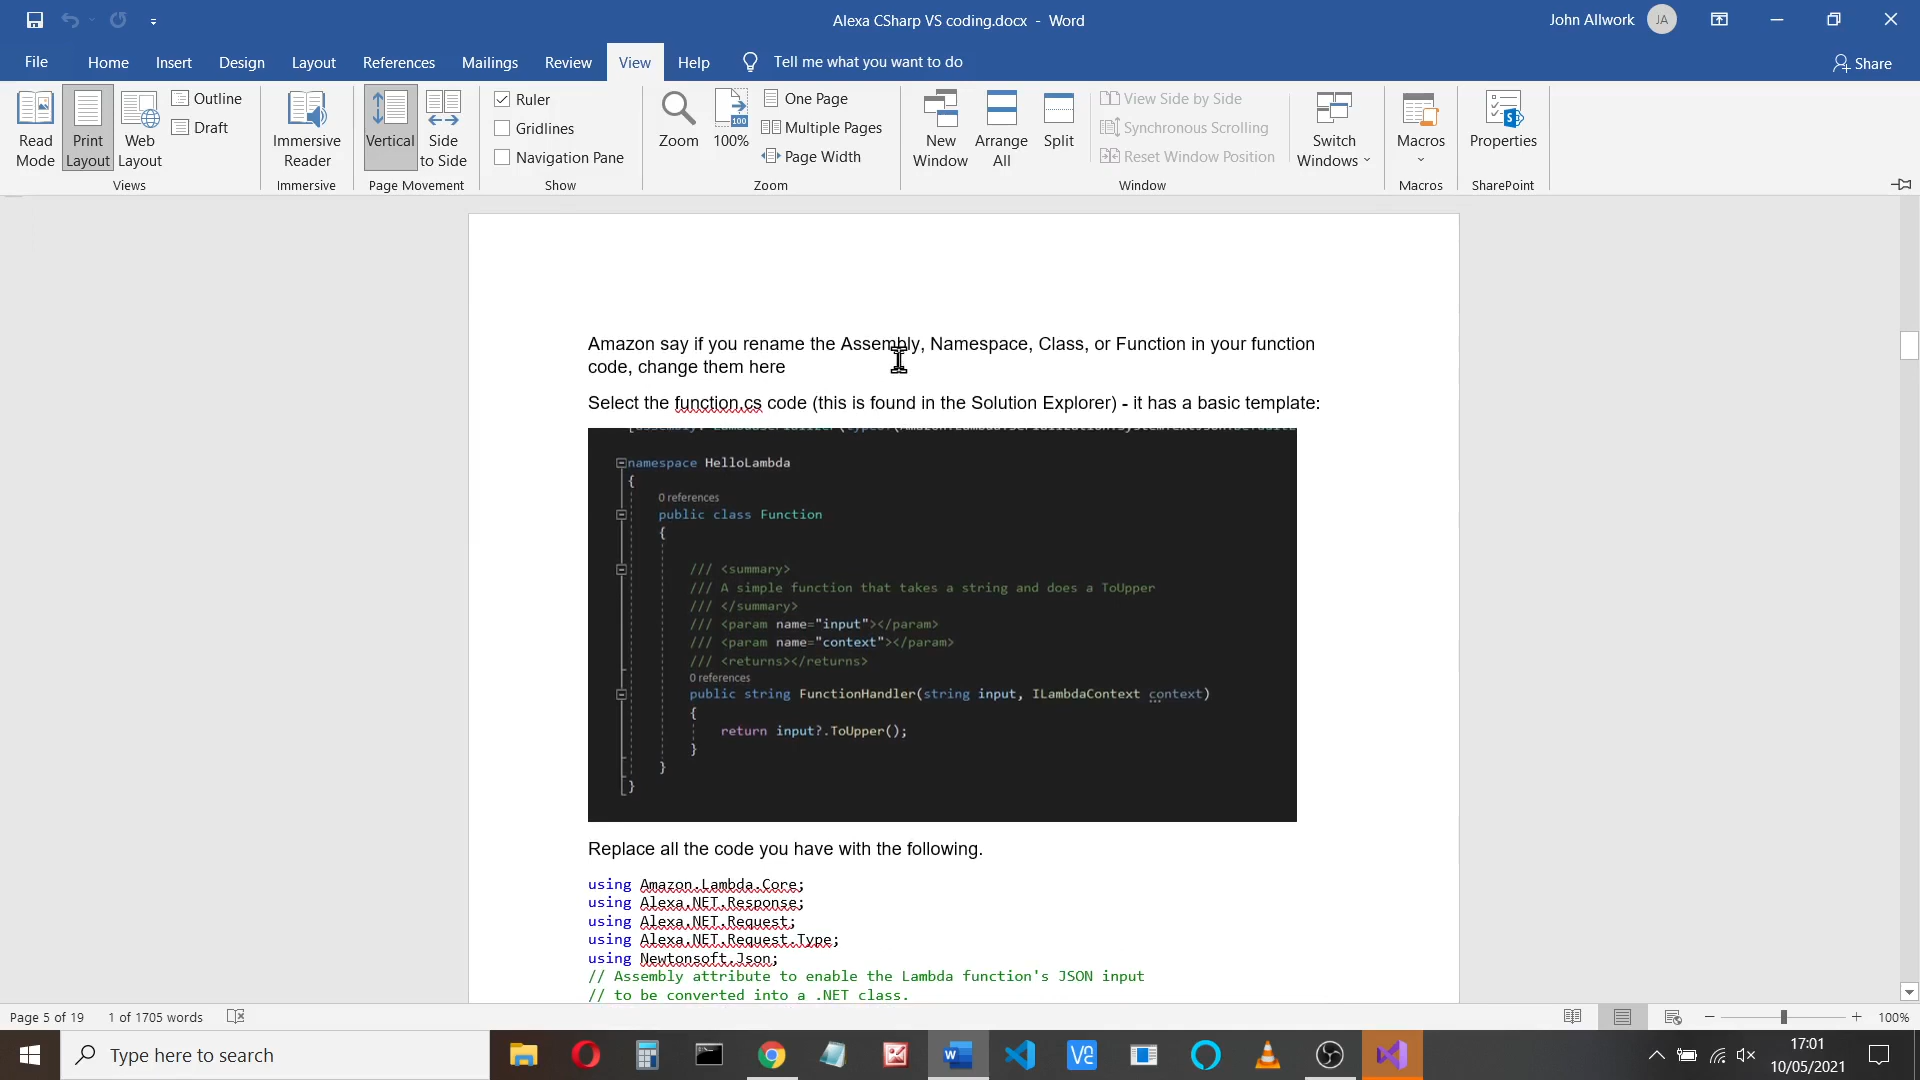 Alexa CSharp VS coding.docx - Word
John Allwork JA
File Home Insert Design Layout References Mailings Review View Help Tell me what you want to do Share
Read Mode
Print Layout
Web Layout
Outline
Draft
Views
Immersive Reader
Immersive
Vertical
Side to Side
Page Movement
Ruler
Gridlines
Navigation Pane
Show
Zoom
100
100%
One Page
Multiple Pages
Page Width
Zoom
New Window
Arrange All
Split
View Side by Side
Synchronous Scrolling
Reset Window Position
Window
Switch Windows
Macros
Macros
Properties
SharePoint
Amazon say if you rename the Assembly, Namespace, Class, or Function in your function
code, change them here
Select the function.cs code (this is found in the Solution Explorer) - it has a basic template:
namespace HelloLambda
{
0 references
public class Function
{
/// <summary>
/// A simple function that takes a string and does a ToUpper
/// </summary>
/// <param name="input"></param>
/// <param name="context"></param>
/// <returns></returns>
0 references
public string FunctionHandler(string input, ILambdaContext context)
{
return input?.ToUpper();
}
}
}
Replace all the code you have with the following.
using Amazon.Lambda.Core;
using Alexa.NET.Response;
using Alexa.NET.Request;
using Alexa.NET.Request.Type;
using Newtonsoft.Json;
// Assembly attribute to enable the Lambda function's JSON input
// to be converted into a .NET class.
Page 5 of 19 1 of 1705 words 100%
Type here to search
17:01
10/05/2021